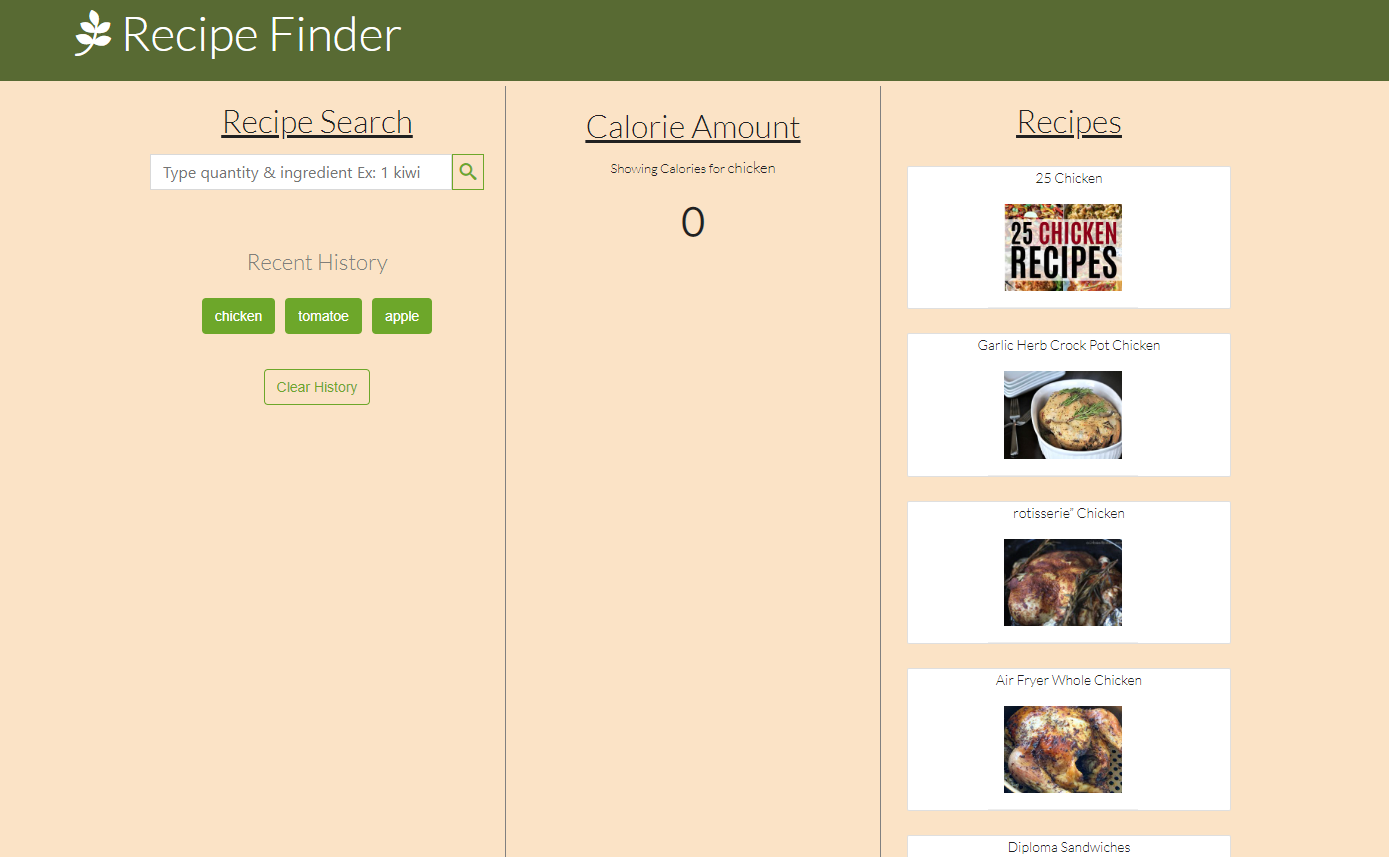 Recipe Finder
Recipe Search
Type quantity & ingredient Ex: 1 kiwi
Recent History
chicken tomatoe apple
Clear History
Calorie Amount
Showing Calories for chicken
0
Recipes
25 Chicken
25 CHICKEN
RECIPES
Garlic Herb Crock Pot Chicken
rotisserie” Chicken
Air Fryer Whole Chicken
Diploma Sandwiches